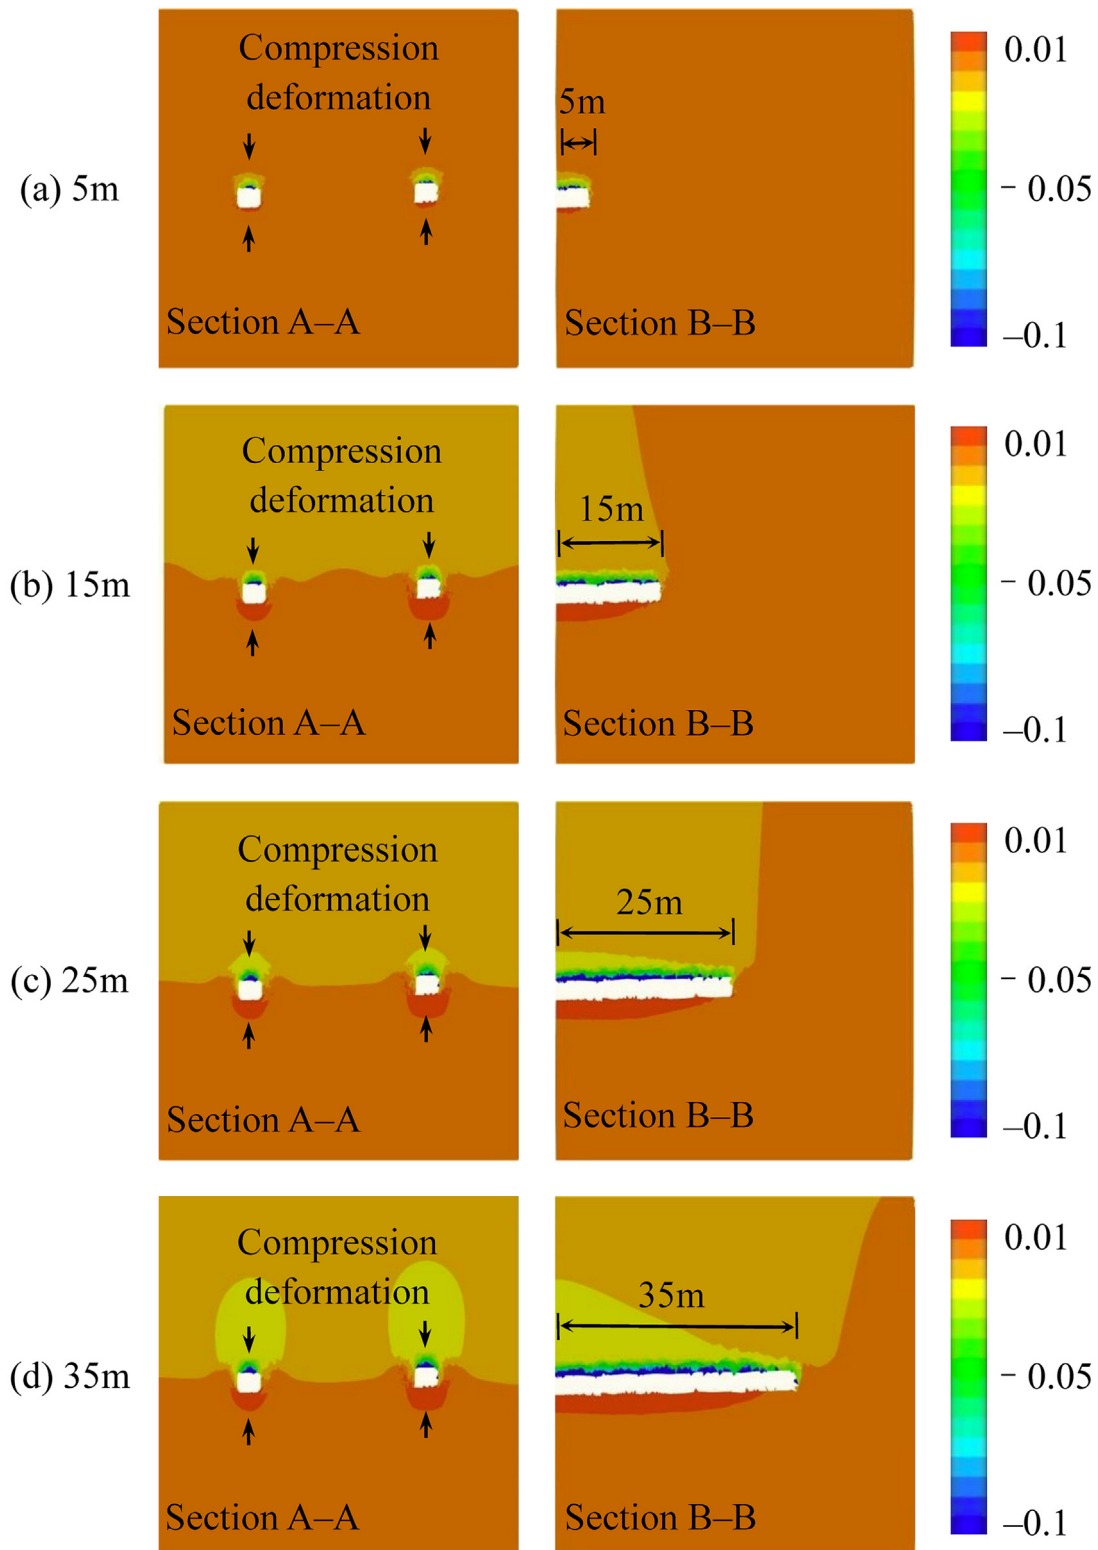 Compression
deformation
5m
0.01
(a) 5m
– 0.05
Section A–A
Section B–B
–0.1
Compression
deformation
15m
0.01
(b) 15m
– 0.05
Section A–A
Section B–B
–0.1
Compression
deformation
25m
0.01
(c) 25m
– 0.05
Section A–A
Section B–B
–0.1
Compression
deformation
35m
0.01
(d) 35m
– 0.05
Section A–A
Section B–B
–0.1